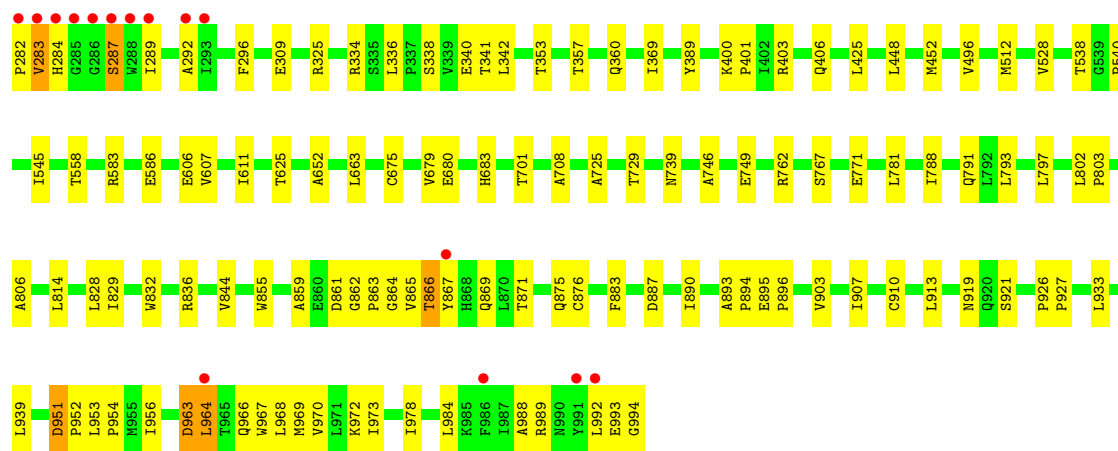 P282 V283 H284 G285 G286 S287 W288 I289 A292 I293 F296 E309 R325 R334 S335 L336 P337 S338 V339 E340 T341 L342 T353 T357 Q360 I369 Y389 K400 P401 I402 R403 Q406 L425 L448 M452 V496 M512 V528 T538 G539
I545 T558 R583 E586 E606 V607 I611 T625 A652 L663 C675 V679 E680 H683 T701 A708 A725 T729 N739 A746 E749 R762 S767 E771 L781 I788 Q791 L792 L793 L797 L802 P803
A806 L814 L828 I829 W832 R836 V844 W855 A859 E860 D861 G862 P863 G864 V865 T866 Y867 H868 Q869 L870 T871 Q875 C876 F883 D887 I890 A893 P894 E895 P896 V903 I907 C910 L913 N919 Q920 S921 P926 P927 L933
L939 D951 P952 L953 P954 M955 I956 D963 L964 T965 Q966 W967 L968 M969 V970 L971 K972 I973 I978 L984 K985 F986 I987 A988 R989 N990 Y991 L992 E993 G994